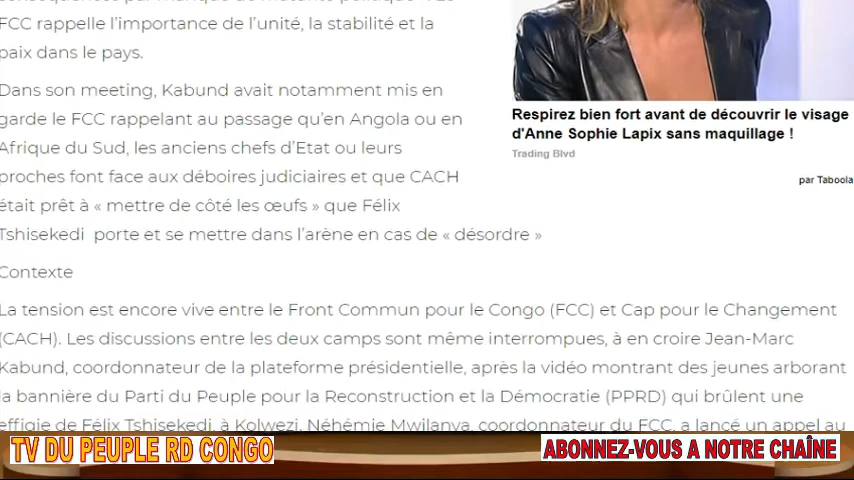 FCC rappelle l'importance de l'unité, la stabilité et la
paix dans le pays.
Dans son meeting, Kabund avait notamment mis en
garde le FCC rappelant au passage qu'en Angola ou en
Afrique du Sud, les anciens chefs d'Etat ou leurs
proches font face aux déboires judiciaires et que CACH
était prêt à « mettre de côté les œufs » que Félix
Tshisekedi porte et se mettre dans l'arène en cas de « désordre »
Contexte
La tension est encore vive entre le Front Commun pour le Congo (FCC) et Cap pour le Changement
(CACH). Les discussions entre les deux camps sont même interrompues, à en croire Jean-Marc
Kabund, coordonnateur de la plateforme présidentielle, après la vidéo montrant des jeunes arborant
la bannière du Parti du Peuple pour la Reconstruction et la Démocratie (PPRD) qui brûlent une
effigie de Félix Tshisekedi, à Kolwezi. Néhémie Mwilanya, coordonnateur du FCC, a lancé un appel au
Respirez bien fort avant de découvrir le visage
d'Anne Sophie Lapix sans maquillage !
Trading Blvd
par Taboola
TV DU PEUPLE RD CONGO
ABONNEZ-VOUS A NOTRE CHAÎNE